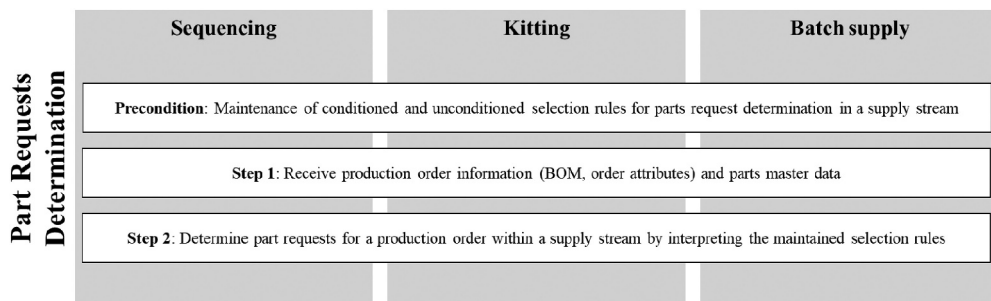 Sequencing
Kitting
Batch supply
Part Requests
Determination
Precondition: Maintenance of conditioned and unconditioned selection rules for parts request determination in a supply stream
Step 1: Receive production order information (BOM, order attributes) and parts master data
Step 2: Determine part requests for a production order within a supply stream by interpreting the maintained selection rules